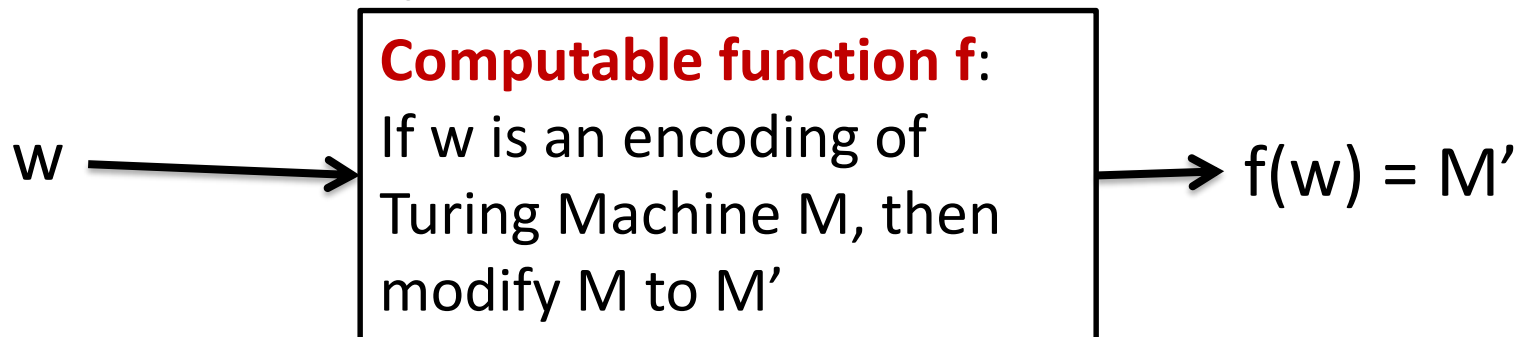 Computable function f:
w
If w is an encoding of
Turing Machine M, then
modify M to M’
f(w) = M’